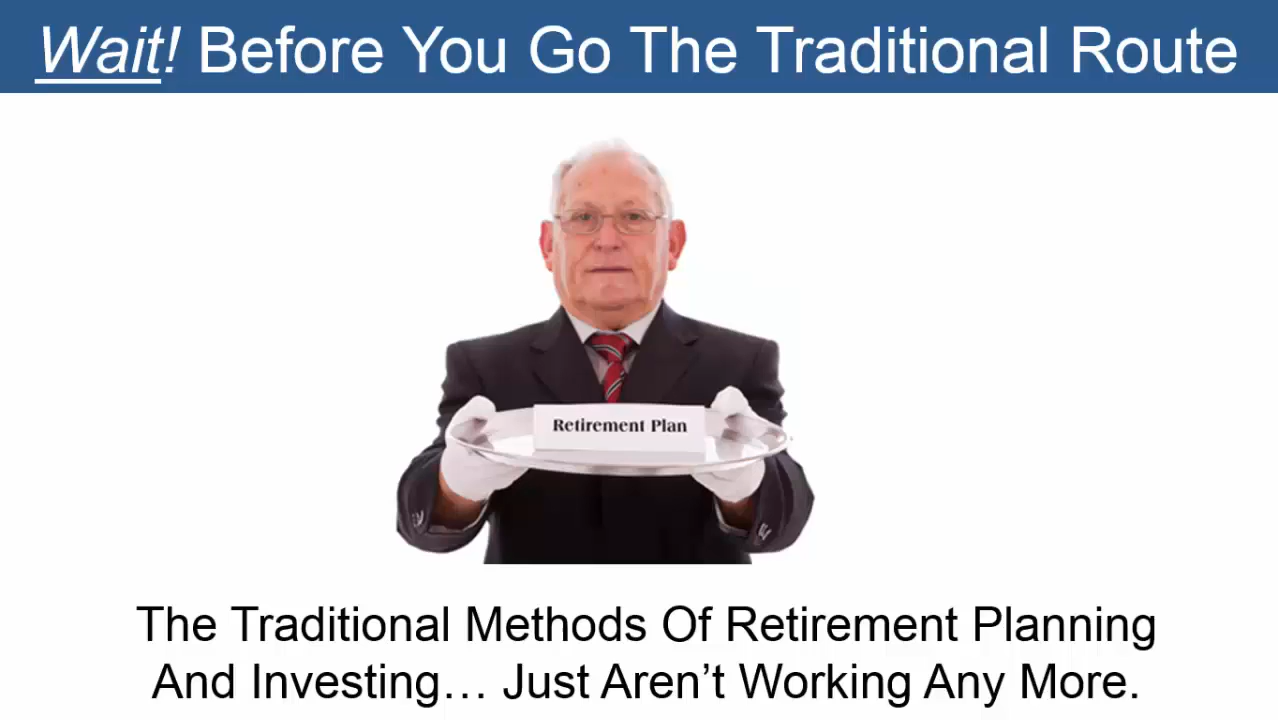 Wait! Before You Go The Traditional Route
Retirement Plan
The Traditional Methods Of Retirement Planning
And Investing… Just Aren’t Working Any More.